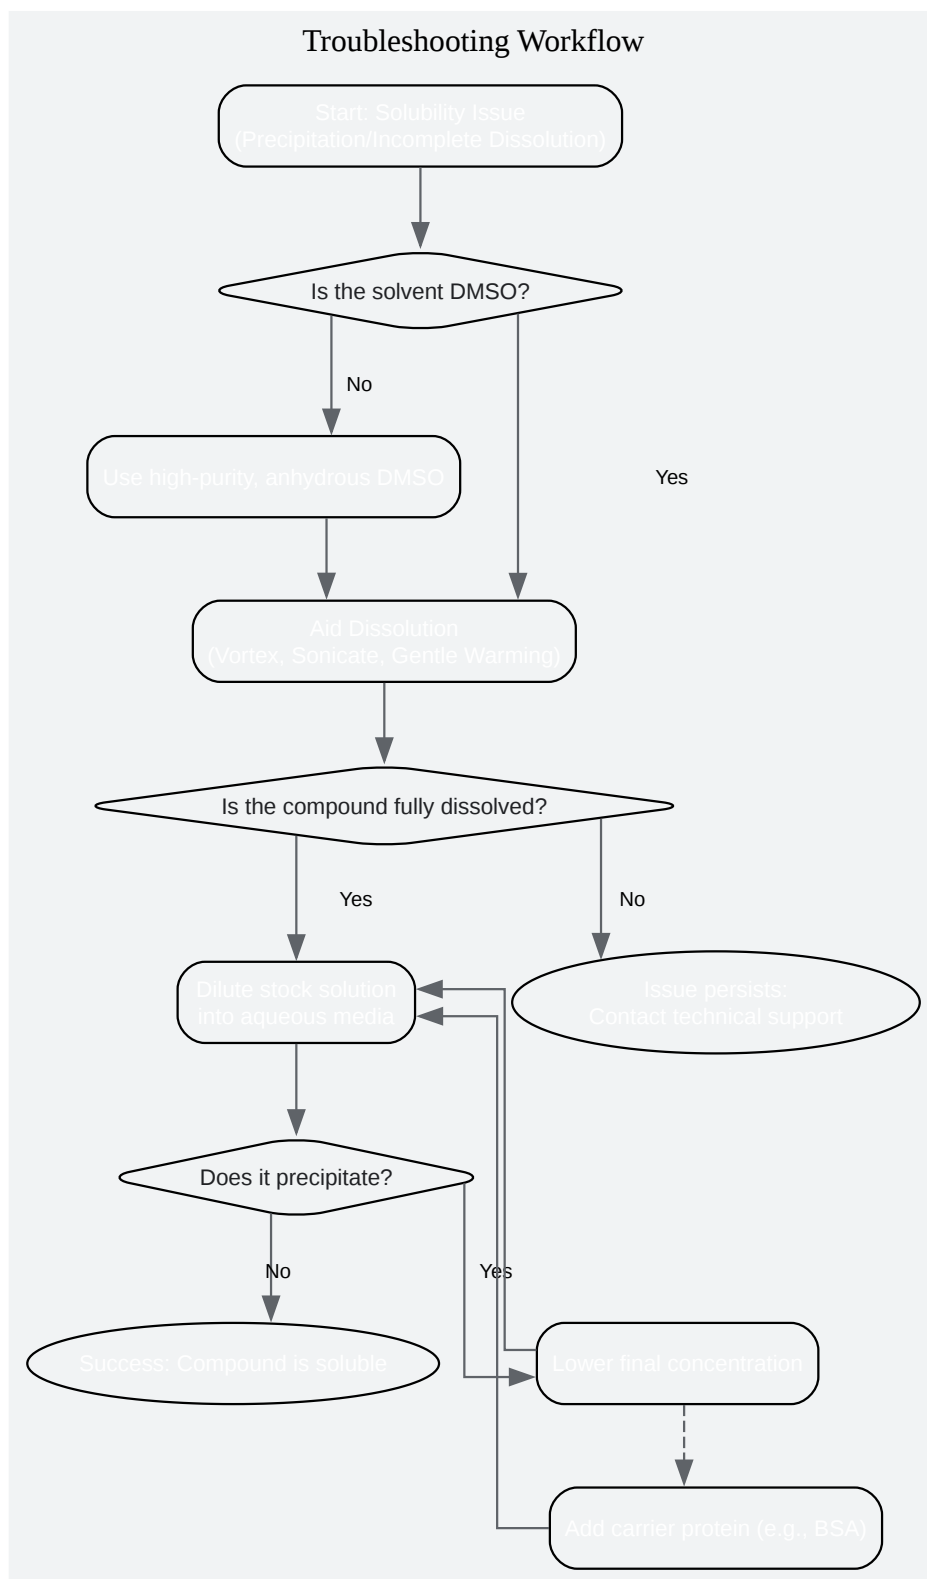 Troubleshooting Workflow
Start: Solubility Issue
(Precipitation/Incomplete Dissolution)
Is the solvent DMSO?
No
Use high-purity, anhydrous DMSO
Yes
Aid Dissolution
(Vortex, Sonicate, Gentle Warming)
Is the compound fully dissolved?
Yes
No
Dilute stock solution
into aqueous media
Issue persists:
Contact technical support
Does it precipitate?
No
Yes
Success: Compound is soluble
Lower final concentration
Add carrier protein (e.g., BSA)